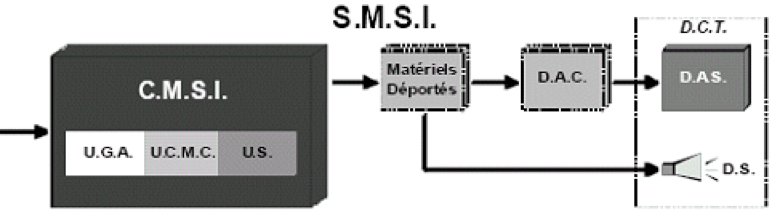 S.M.S.I.
D.C.T.
C.M.S.I.
U.G.A. U.C.M.C. U.S.
Matériels
Déportés
D.A.C.
D.AS.
D.S.